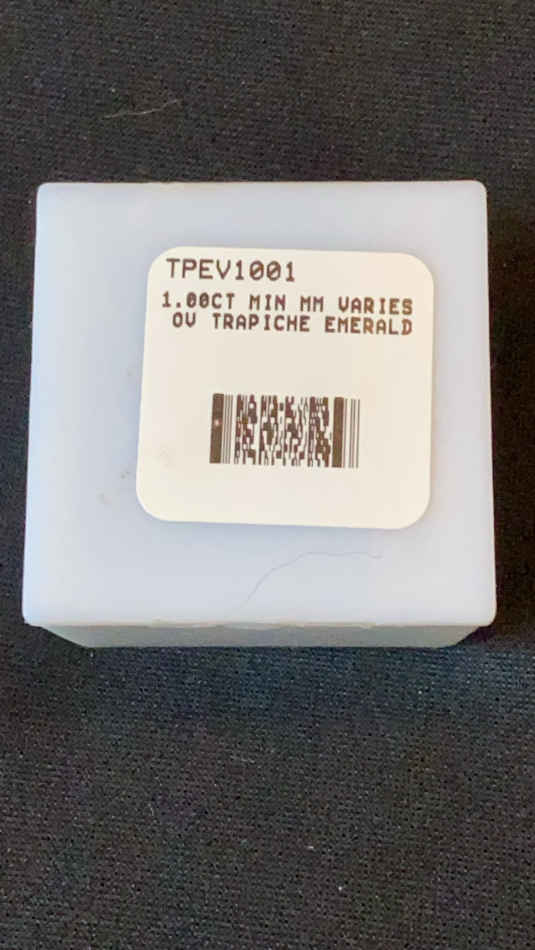 TPEV1001
1.00CT MIN MM VARIES
OV TRAPICHE EMERALD